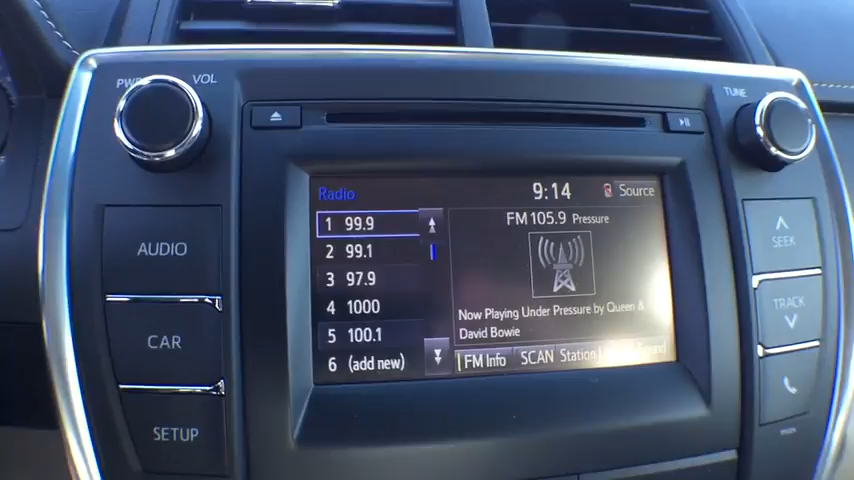 PWR VOL
TUNE
Radio 9:14 Source
1 99.9
2 99.1
3 97.9
4 1000
5 100.1
6 (add new)
FM 105.9 Pressure
Now Playing Under Pressure by Queen &
David Bowie
FM Info SCAN Station
AUDIO
CAR
SETUP
SEEK
TRACK